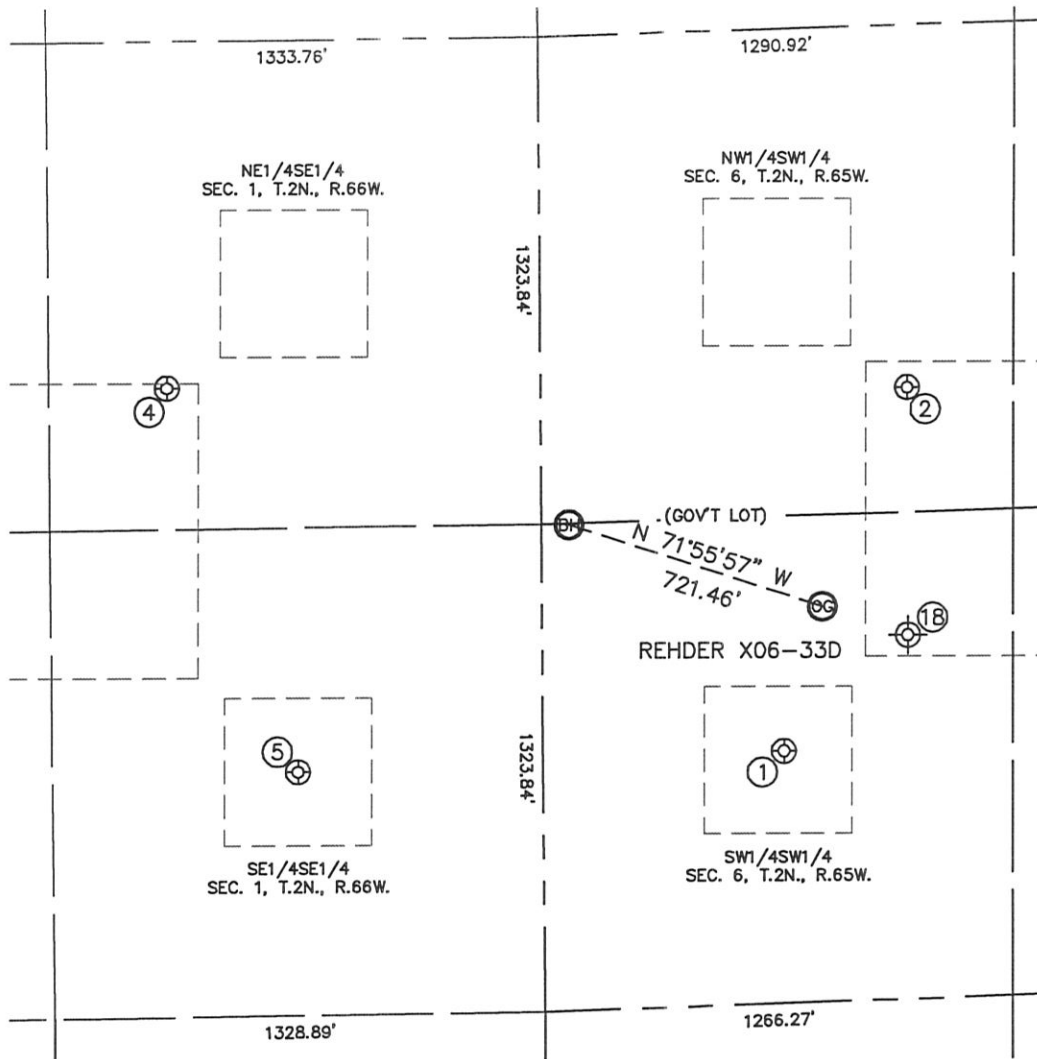 1333.76'
1290.92'
NE1/4SE1/4
SEC. 1, T.2N., R.66W.
NW1/4SW1/4
SEC. 6, T.2N., R.65W.
1323.84'
4
2
BH
.(GOV'T LOT)
N 71°55'57" W
721.46'
OG
18
REHDER X06-33D
5
1323.84'
1
SE1/4SE1/4
SEC. 1, T.2N., R.66W.
SW1/4SW1/4
SEC. 6, T.2N., R.65W.
1328.89'
1266.27'